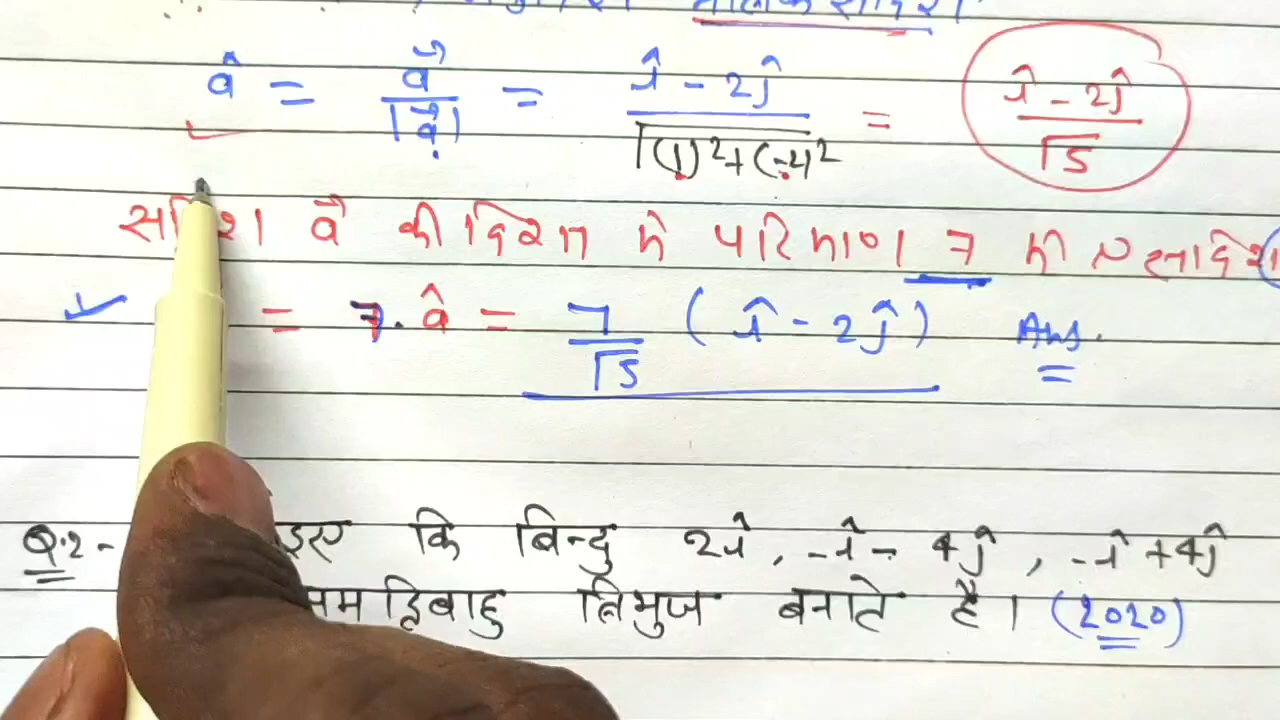 â = a⃗ / |a⃗| = î - 2ĵ / √(1)²+(-2)² = î - 2ĵ / √5
a⃗ की दिशा में परिमाण 7 का सदिश
= 7. â = 7/√5 ( î - 2ĵ ) Ans.
Q.2 - कि बिन्दु 2î , -î - 4ĵ , -î + 4ĵ
समद्विबाहु त्रिभुज बनाते है। (2020)